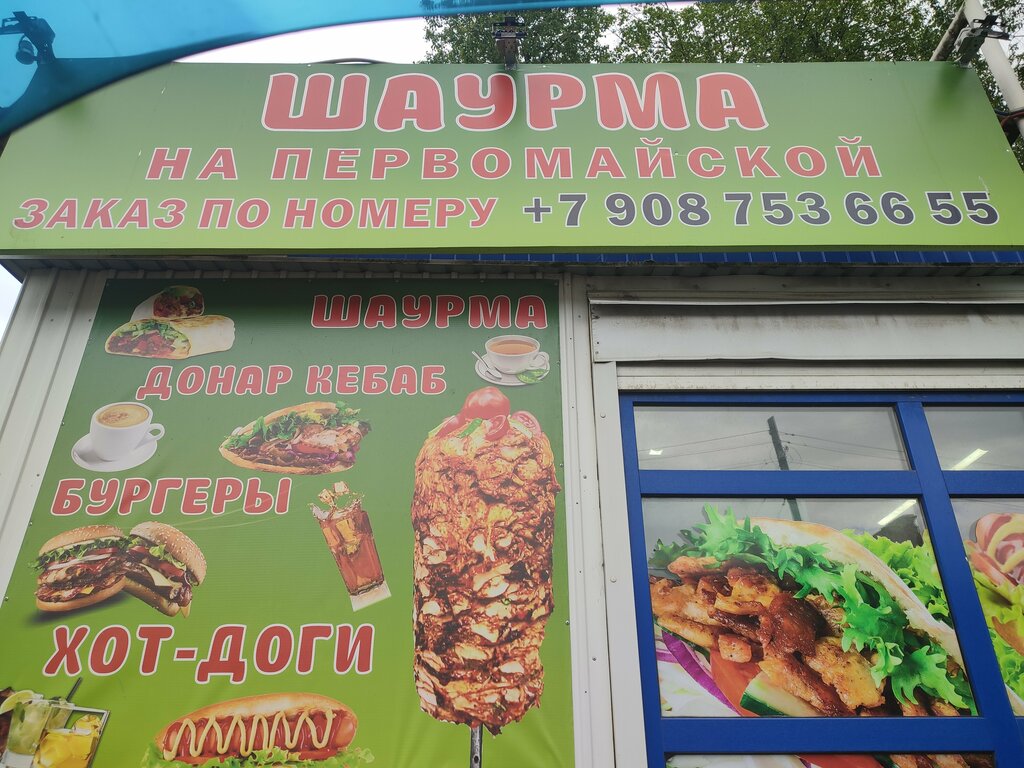 ШАУРМА
НА ПЕРВОМАЙСКОЙ
ЗАКАЗ ПО НОМЕРУ +7 908 753 66 55
ШАУРМА
ДОНАР КЕБАБ
БУРГЕРЫ
ХОТ-ДОГИ